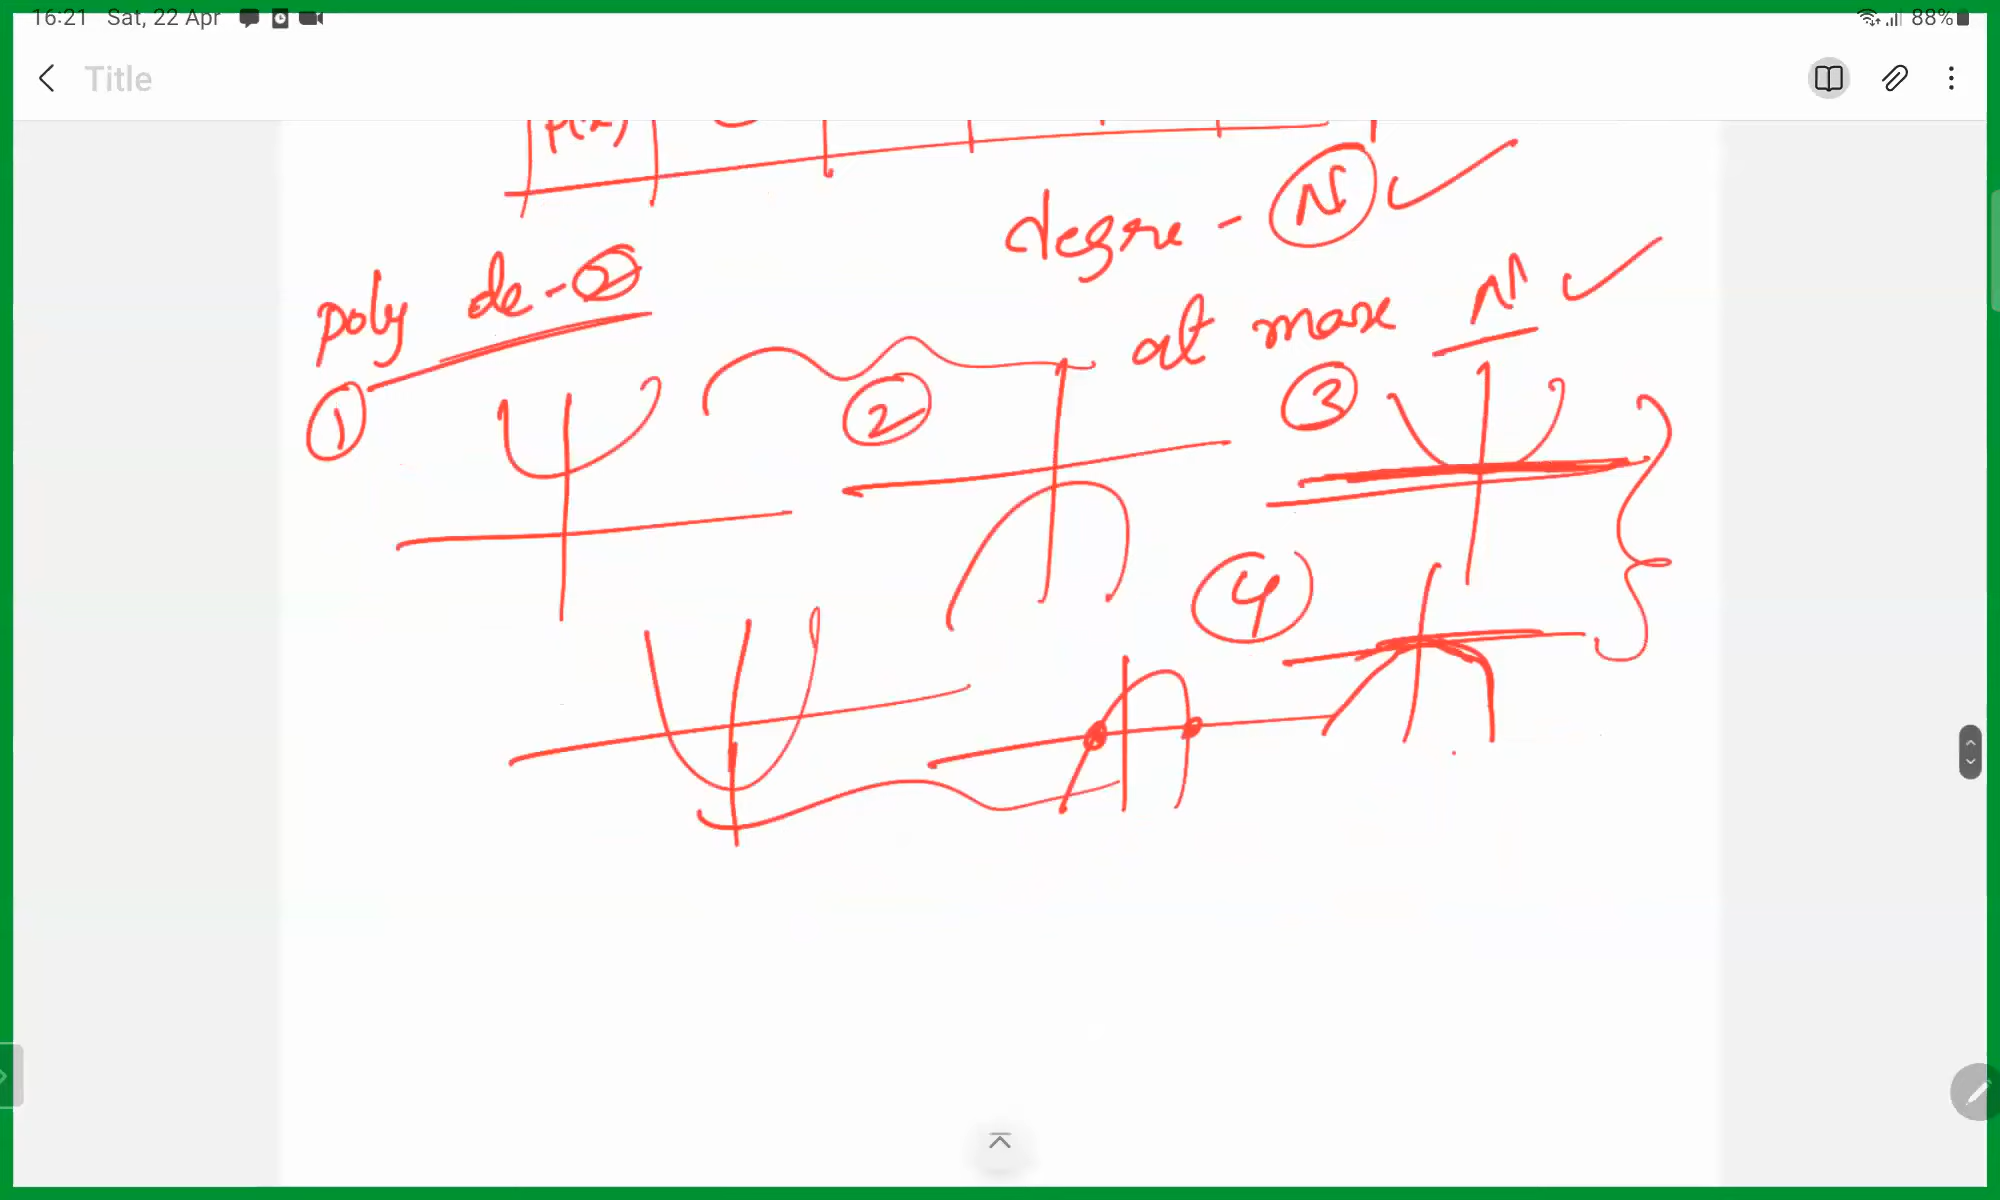 16:21 Sat, 22 Apr 88%
Title
P(x)
degre - N
poly de - 2
at max N
1
2
3
4